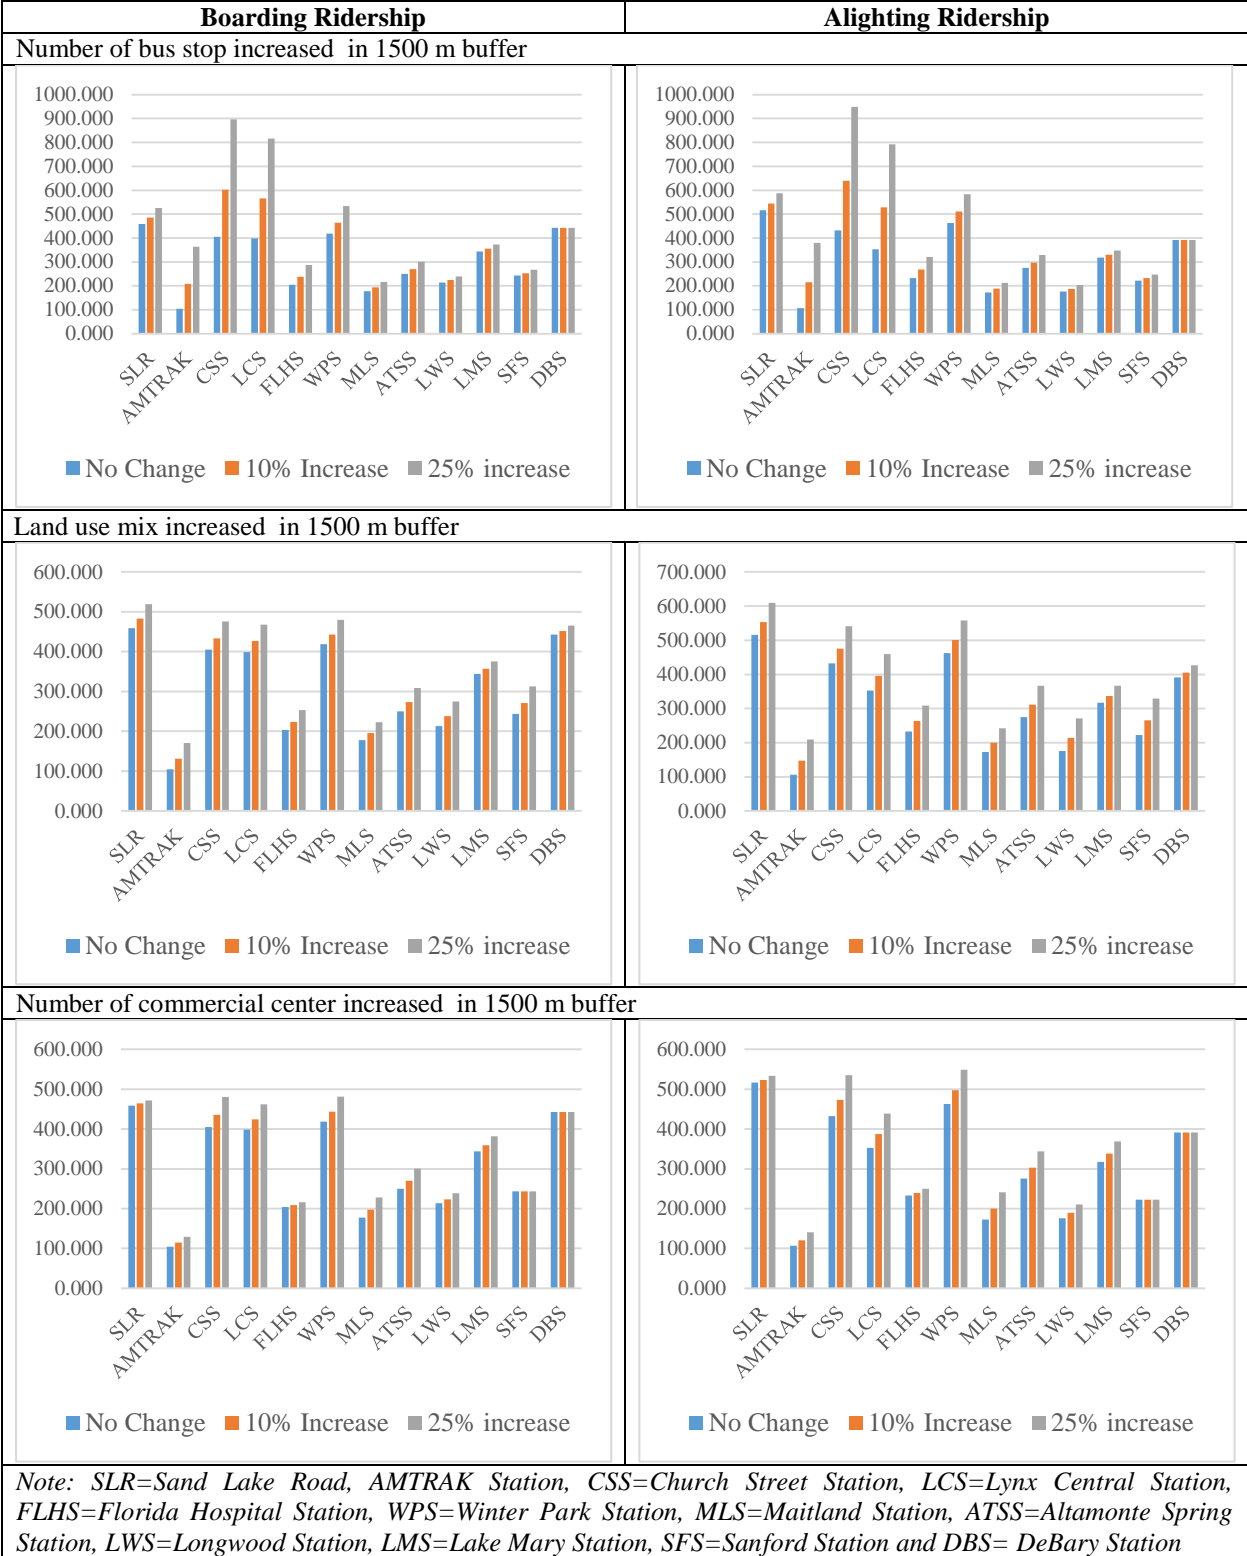 Boarding Ridership
Alighting Ridership
Number of bus stop increased in 1500 m buffer
1000.000
900.000
800.000
700.000
600.000
500.000
400.000
300.000
200.000
100.000
0.000
SLR
AMTRAK
CSS
LCS
FLHS
WPS
MLS
ATSS
LWS
LMS
SFS
DBS
No Change 10% Increase 25% increase
1000.000
900.000
800.000
700.000
600.000
500.000
400.000
300.000
200.000
100.000
0.000
SLR
AMTRAK
CSS
LCS
FLHS
WPS
MLS
ATSS
LWS
LMS
SFS
DBS
No Change 10% Increase 25% increase
Land use mix increased in 1500 m buffer
600.000
500.000
400.000
300.000
200.000
100.000
0.000
SLR
AMTRAK
CSS
LCS
FLHS
WPS
MLS
ATSS
LWS
LMS
SFS
DBS
No Change 10% Increase 25% increase
700.000
600.000
500.000
400.000
300.000
200.000
100.000
0.000
SLR
AMTRAK
CSS
LCS
FLHS
WPS
MLS
ATSS
LWS
LMS
SFS
DBS
No Change 10% Increase 25% increase
Number of commercial center increased in 1500 m buffer
600.000
500.000
400.000
300.000
200.000
100.000
0.000
SLR
AMTRAK
CSS
LCS
FLHS
WPS
MLS
ATSS
LWS
LMS
SFS
DBS
No Change 10% Increase 25% increase
600.000
500.000
400.000
300.000
200.000
100.000
0.000
SLR
AMTRAK
CSS
LCS
FLHS
WPS
MLS
ATSS
LWS
LMS
SFS
DBS
No Change 10% Increase 25% increase
Note: SLR=Sand Lake Road, AMTRAK Station, CSS=Church Street Station, LCS=Lynx Central Station,
FLHS=Florida Hospital Station, WPS=Winter Park Station, MLS=Maitland Station, ATSS=Altamonte Spring
Station, LWS=Longwood Station, LMS=Lake Mary Station, SFS=Sanford Station and DBS= DeBary Station